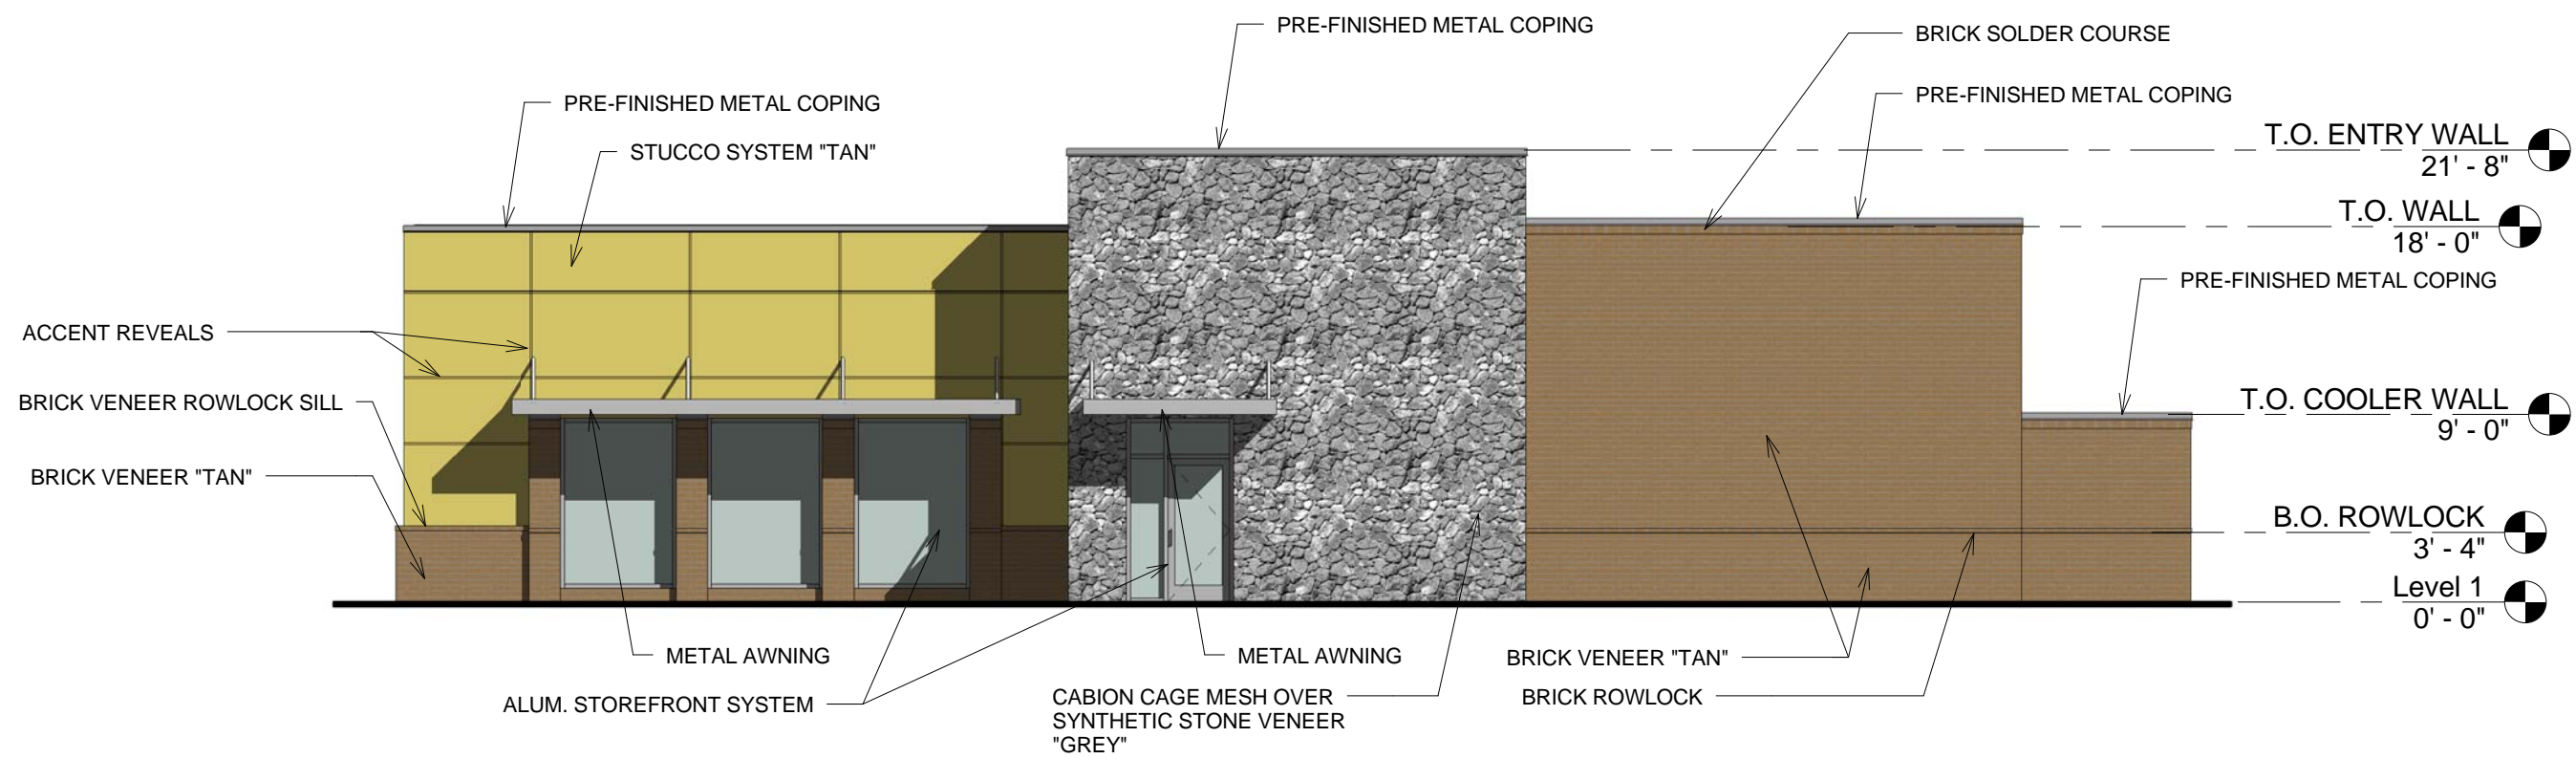 PRE-FINISHED METAL COPING
BRICK SOLDER COURSE
PRE-FINISHED METAL COPING
PRE-FINISHED METAL COPING
STUCCO SYSTEM "TAN"
T.O. ENTRY WALL
21' - 8"
T.O. WALL
18' - 0"
PRE-FINISHED METAL COPING
ACCENT REVEALS
BRICK VENEER ROWLOCK SILL
T.O. COOLER WALL
9' - 0"
BRICK VENEER "TAN"
B.O. ROWLOCK
3' - 4"
Level 1
0' - 0"
METAL AWNING
METAL AWNING
BRICK VENEER "TAN"
ALUM. STOREFRONT SYSTEM
CABION CAGE MESH OVER
SYNTHETIC STONE VENEER
"GREY"
BRICK ROWLOCK